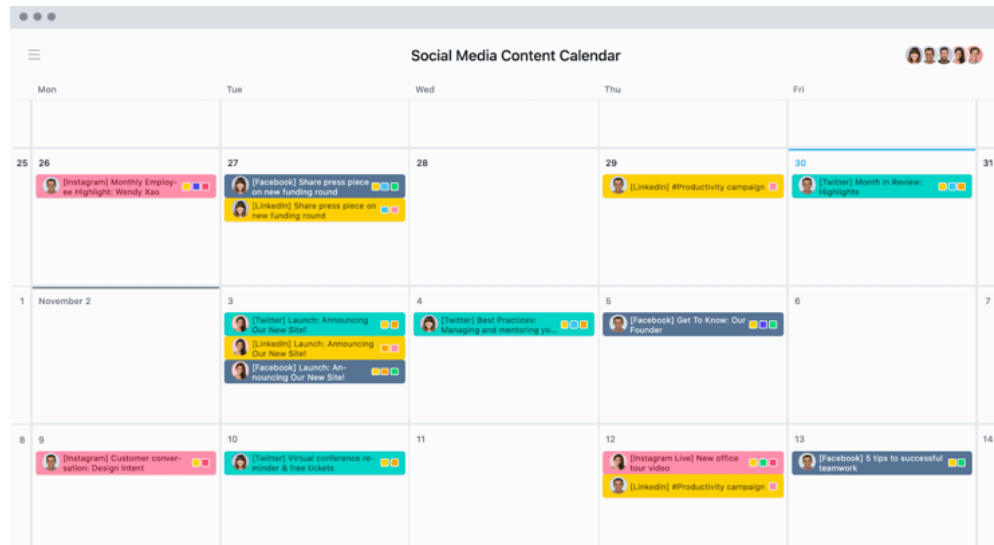 Social Media Content Calendar
Mon
Tue
Wed
Thu
Fri
25
26
27
28
29
30
31
[Instagram] Monthly Employ-
ee Highlight: Wendy Xao
[Facebook] Share press piece
on new funding round
[LinkedIn] Share press piece on
new funding round
[LinkedIn] #Productivity campaign
[Twitter] Month in Review:
Highlights
1
November 2
3
4
5
6
7
[Twitter] Launch: Announcing
Our New Site!
[LinkedIn] Launch: Announcing
Our New Site!
[Facebook] Launch: An-
nouncing Our New Site!
[Twitter] Best Practices:
Managing and mentoring yo...
[Facebook] Get To Know: Our
Founder
8
9
10
11
12
13
14
[Instagram] Customer conver-
sation: Design Intent
[Twitter] Virtual conference re-
minder & free tickets
[Instagram Live] New office
tour video
[LinkedIn] #Productivity campaign
[Facebook] 5 tips to successful
teamwork